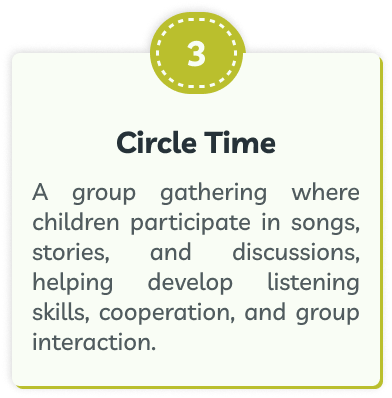 3
Circle Time
A group gathering where
children participate in songs,
stories, and discussions,
helping develop listening
skills, cooperation, and group
interaction.